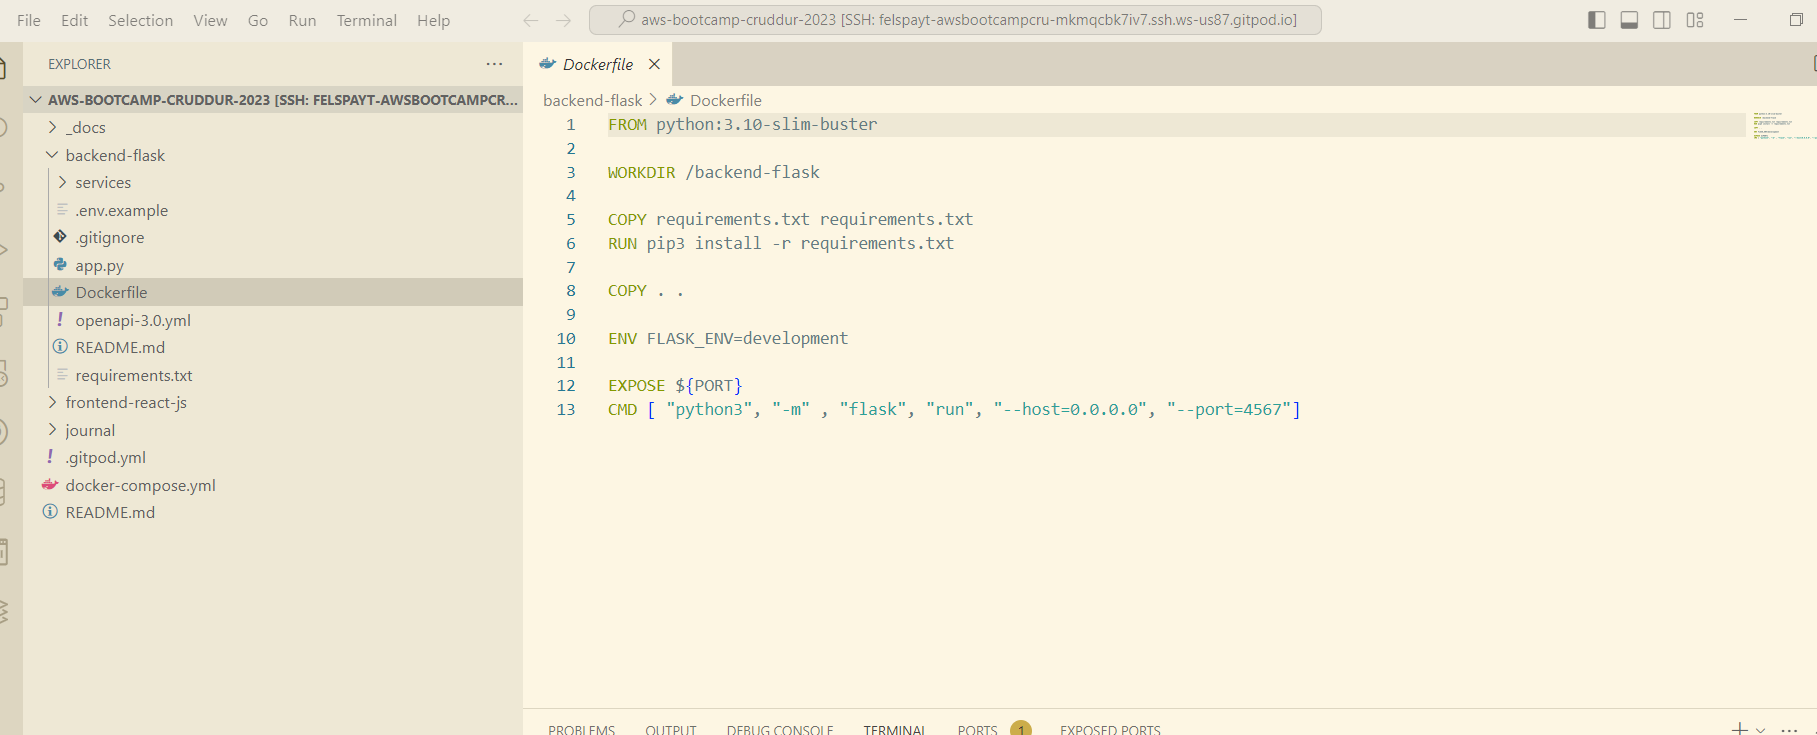 File Edit Selection View Go Run Terminal Help
aws-bootcamp-cruddur-2023 [SSH: felspayt-awsbootcampcru-mkmqcbk7iv7.ssh.ws-us87.gitpod.io]
EXPLORER
AWS-BOOTCAMP-CRUDDUR-2023 [SSH: FELSPAYT-AWSBOOTCAMPCR...
_docs
backend-flask
services
.env.example
.gitignore
app.py
Dockerfile
openapi-3.0.yml
README.md
requirements.txt
frontend-react-js
journal
.gitpod.yml
docker-compose.yml
README.md
Dockerfile
backend-flask > Dockerfile
1 FROM python:3.10-slim-buster
2
3 WORKDIR /backend-flask
4
5 COPY requirements.txt requirements.txt
6 RUN pip3 install -r requirements.txt
7
8 COPY . .
9
10 ENV FLASK_ENV=development
11
12 EXPOSE ${PORT}
13 CMD [ "python3", "-m" , "flask", "run", "--host=0.0.0.0", "--port=4567"]
PROBLEMS OUTPUT DEBUG CONSOLE TERMINAL PORTS 1 EXPOSED PORTS